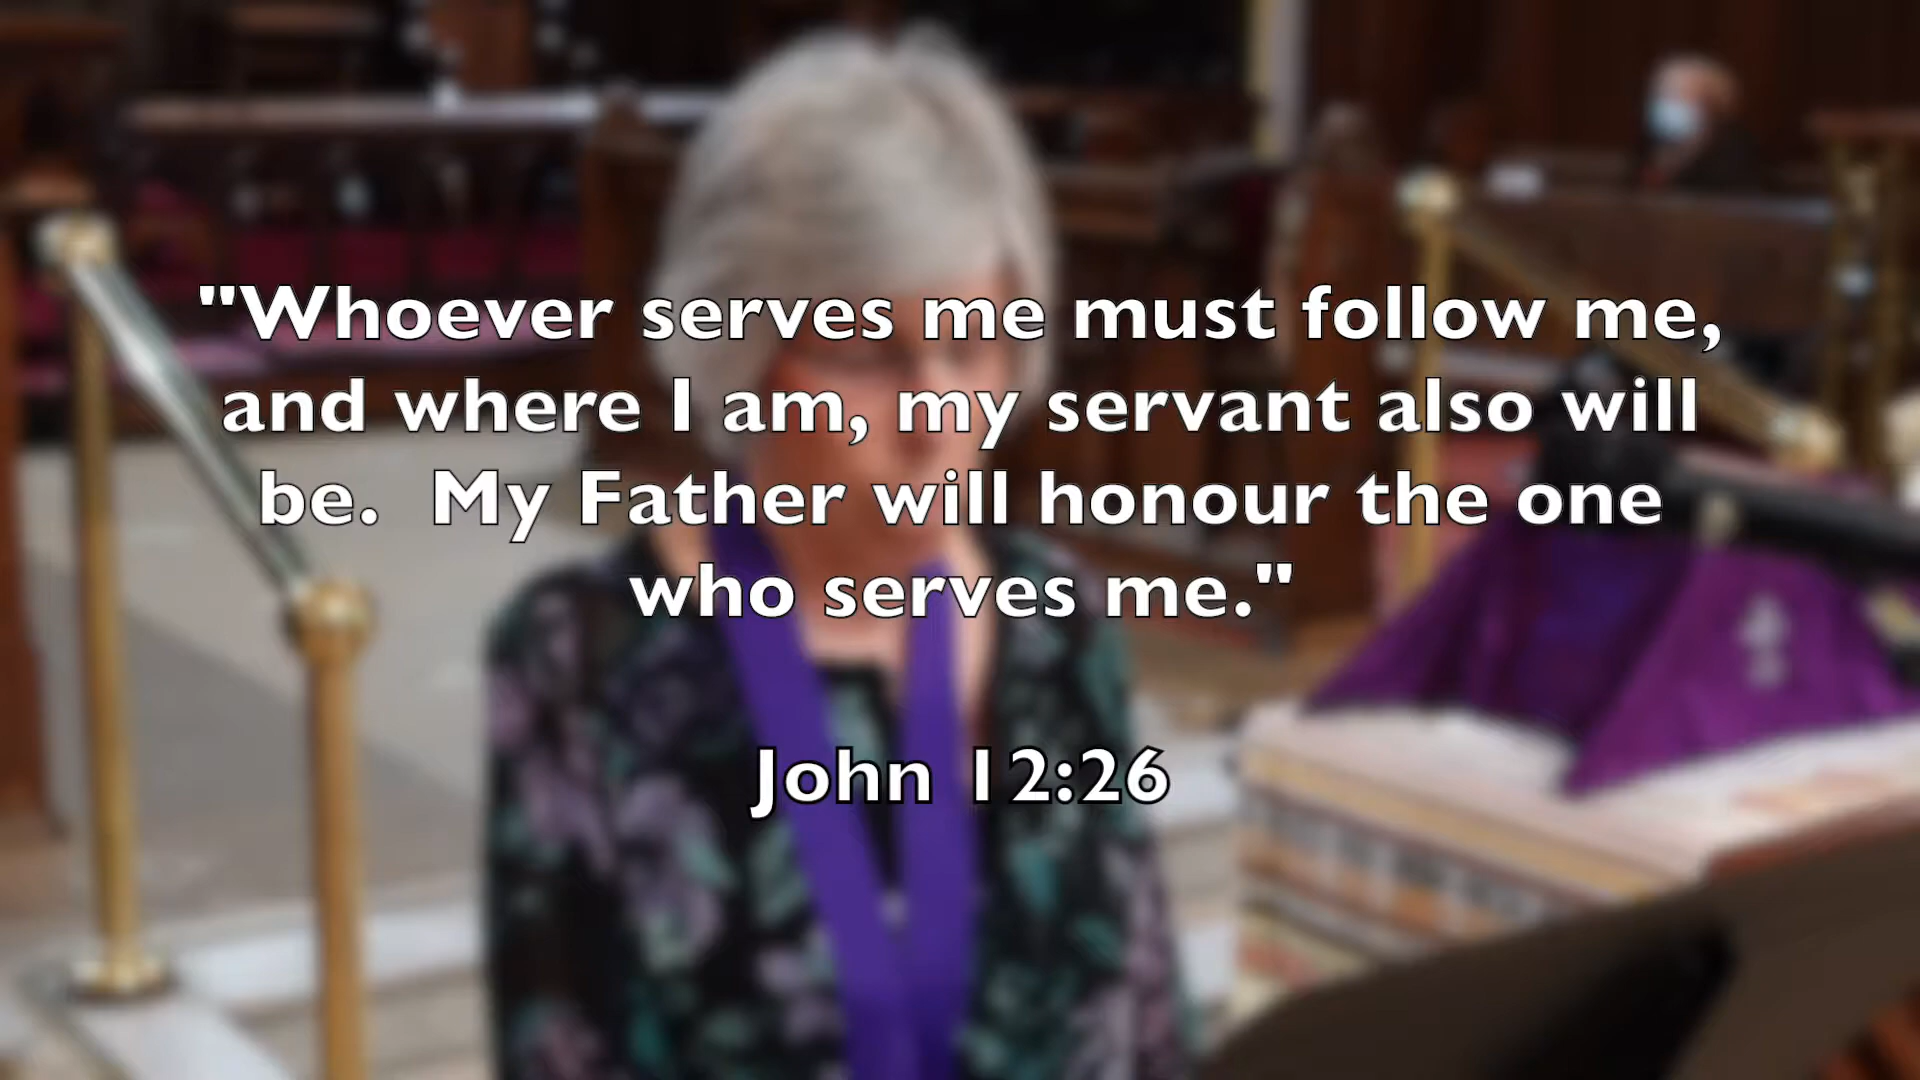 "Whoever serves me must follow me,
and where I am, my servant also will
be.  My Father will honour the one
who serves me."
John 12:26